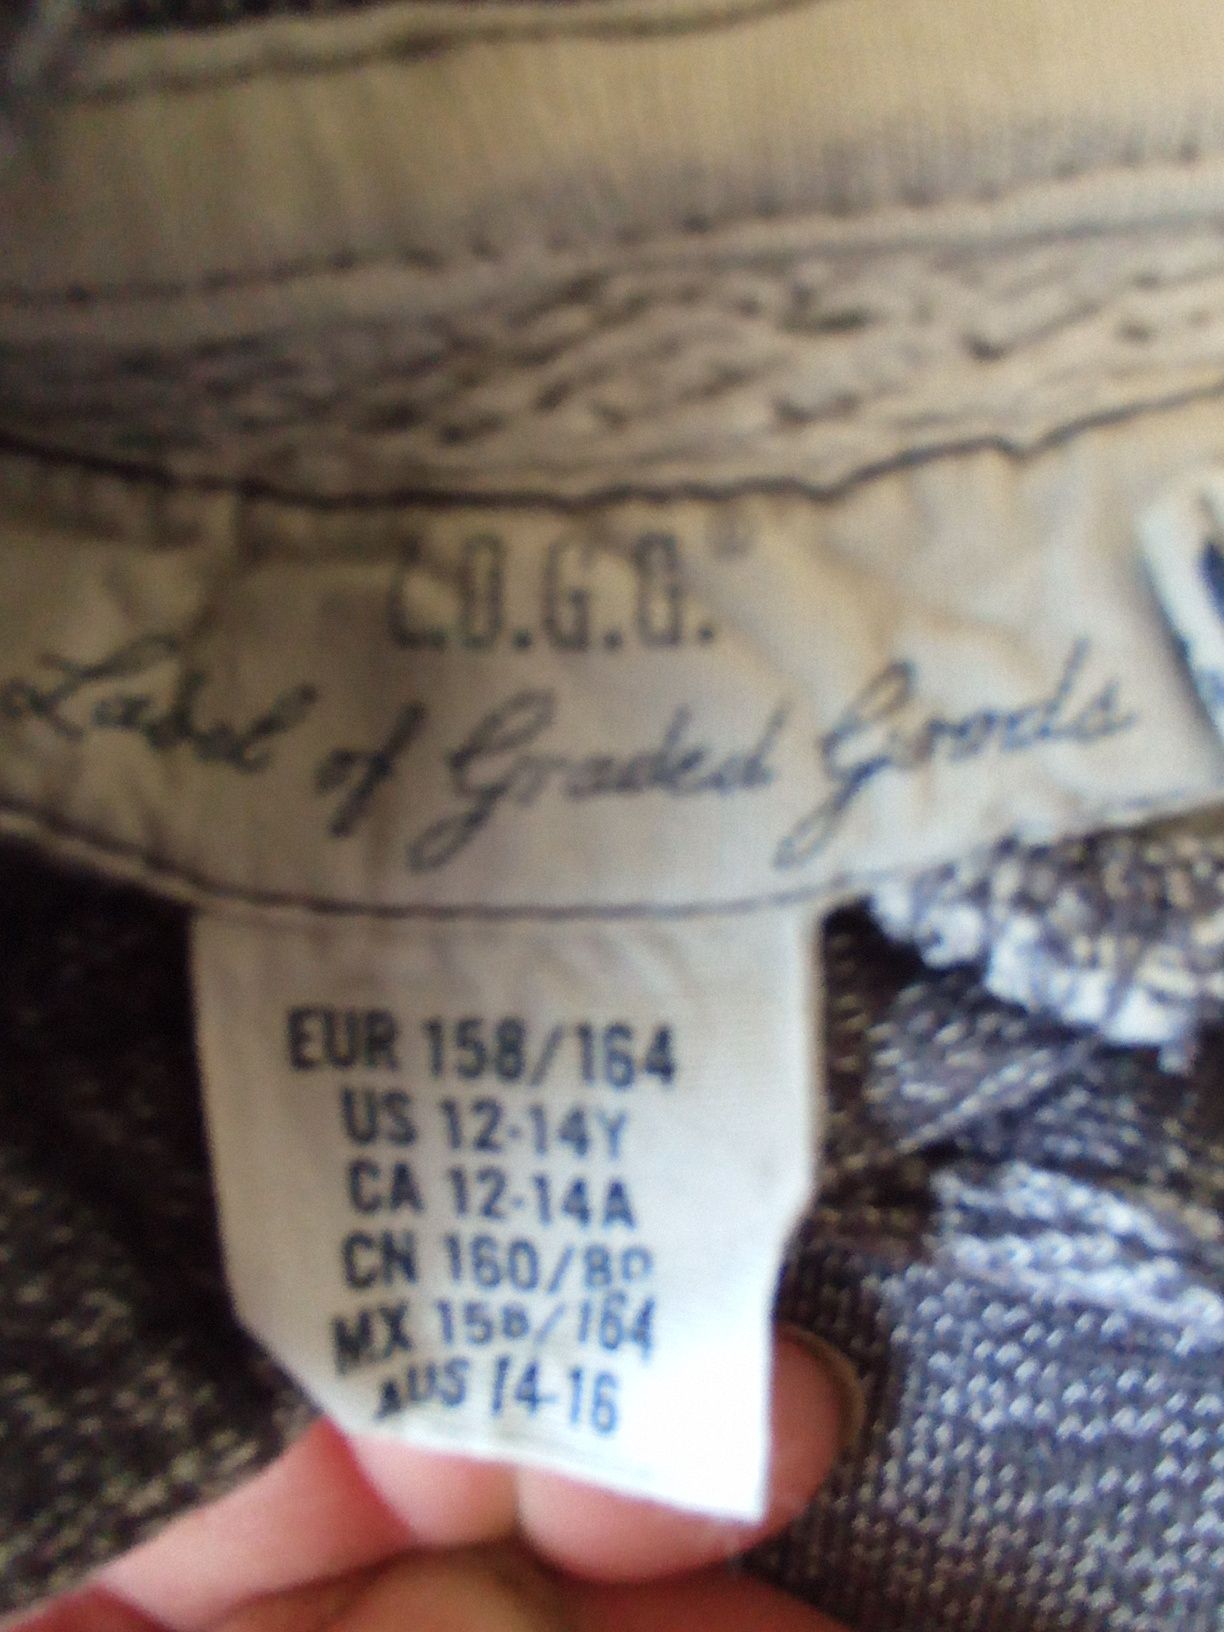 L.O.G.G.
Label of Graded Goods
EUR 158/164
US 12-14Y
CA 12-14A
CN 160/80
MX 158/164
AUS 14-16